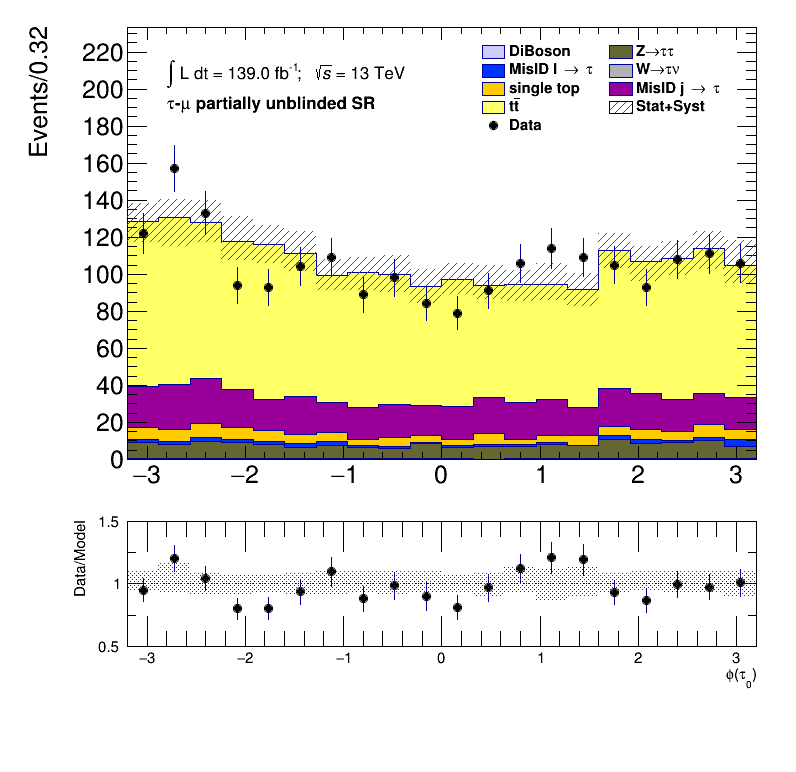 Events/0.32
220
200
180
160
140
120
100
80
60
40
20
0
∫ L dt = 139.0 fb⁻¹; √s = 13 TeV
τ-μ partially unblinded SR
DiBoson
Z→ττ
MisID l → τ
W→τν
single top
MisID j → τ
tt̄
Stat+Syst
Data
−3 −2 −1 0 1 2 3
Data/Model
1.5
1
0.5
−3 −2 −1 0 1 2 3
ϕ(τ₀)